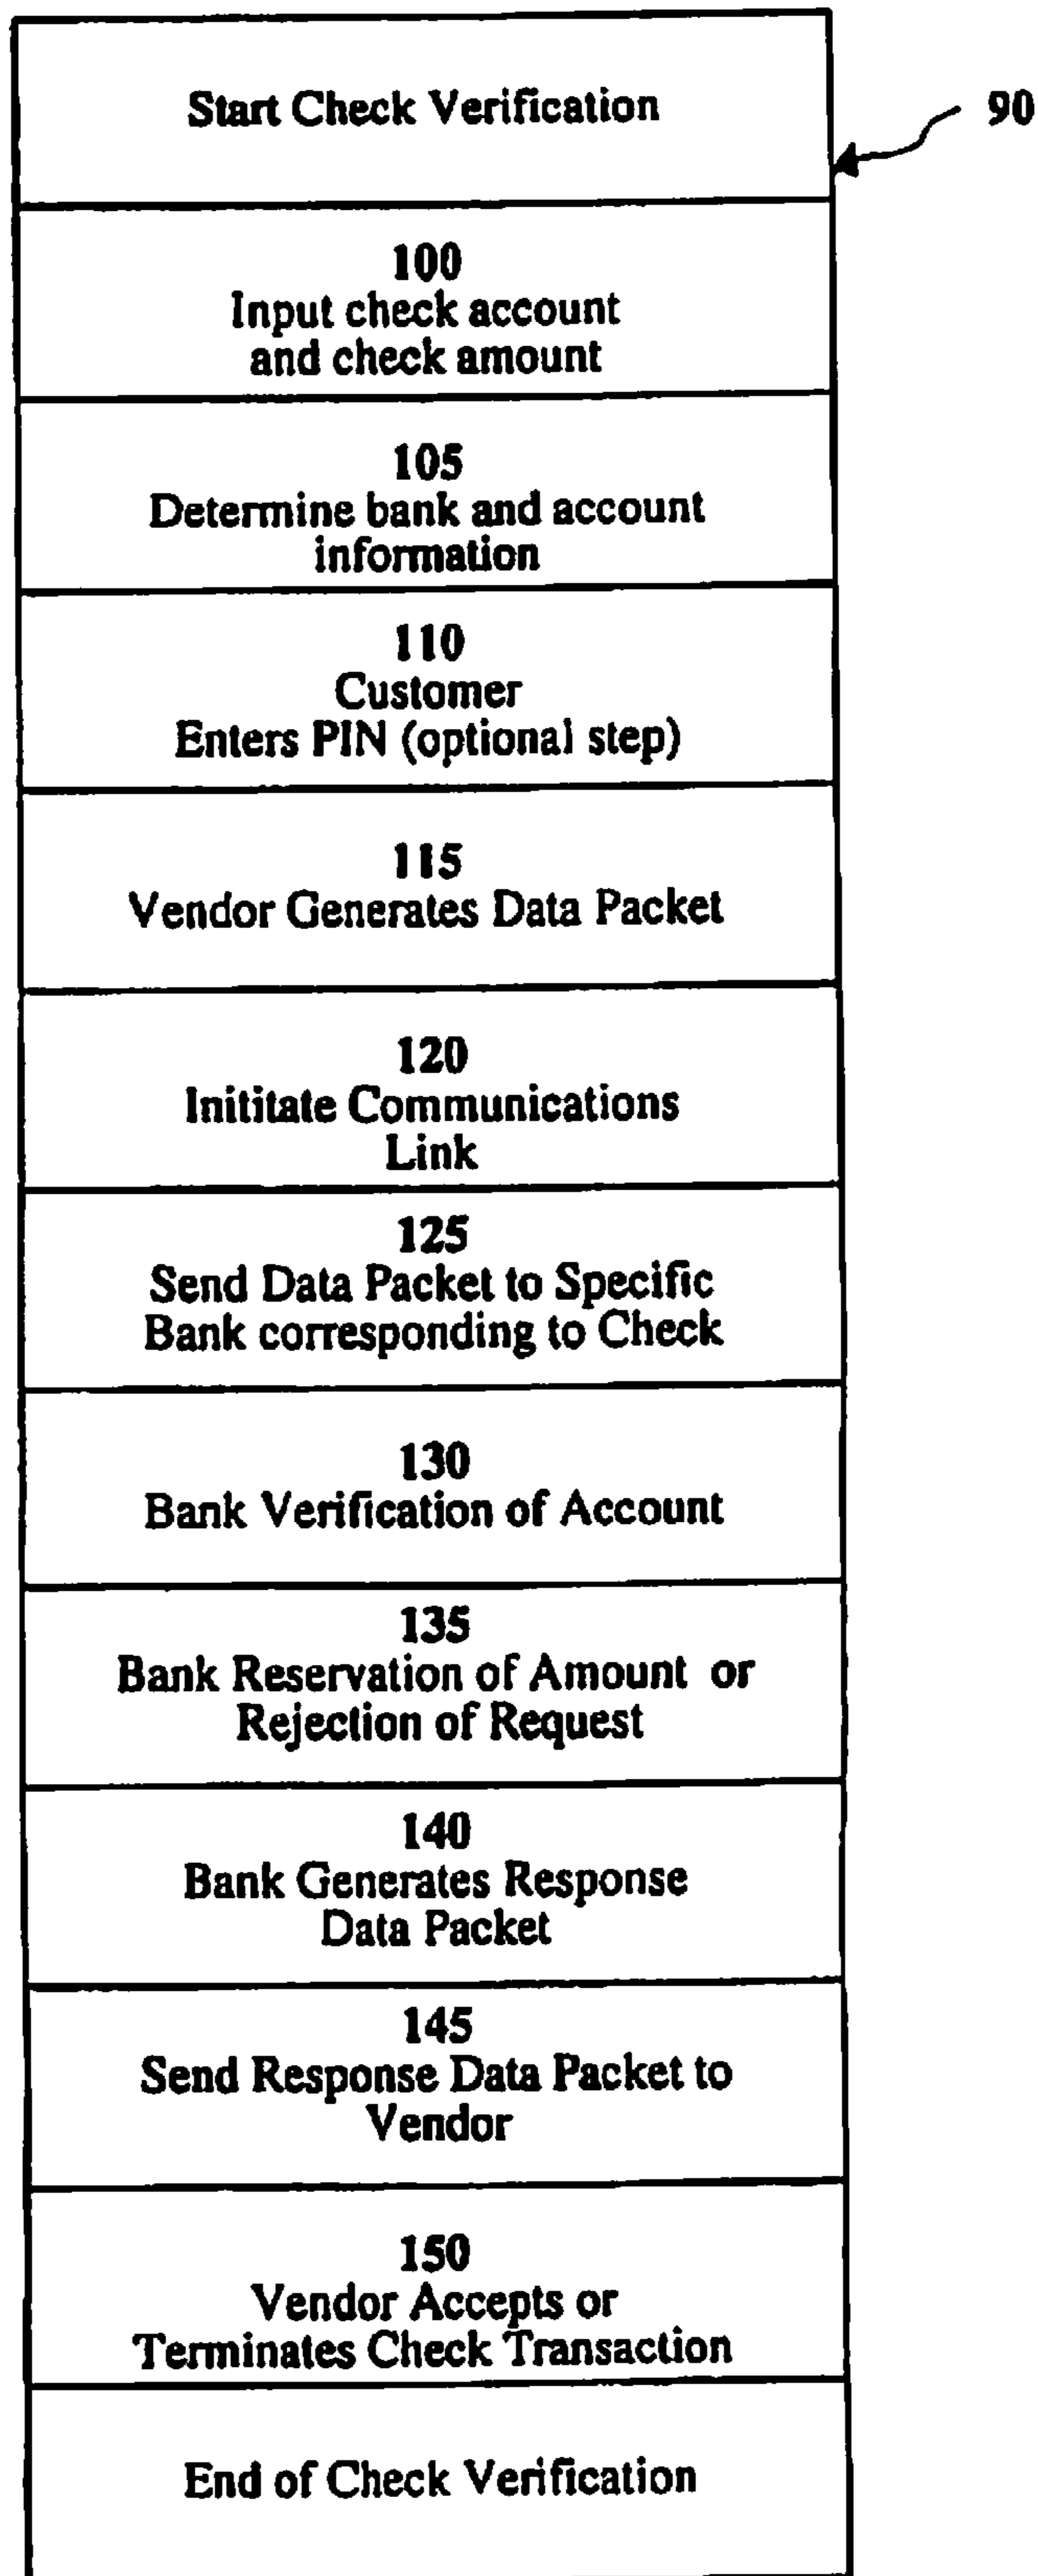 Start Check Verification
90
100
Input check account
and check amount
105
Determine bank and account
information
110
Customer
Enters PIN (optional step)
115
Vendor Generates Data Packet
120
Inititate Communications
Link
125
Send Data Packet to Specific
Bank corresponding to Check
130
Bank Verification of Account
135
Bank Reservation of Amount or
Rejection of Request
140
Bank Generates Response
Data Packet
145
Send Response Data Packet to
Vendor
150
Vendor Accepts or
Terminates Check Transaction
End of Check Verification